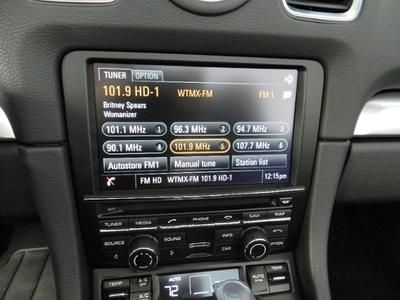 TUNER OPTION
101.9 HD-1 WTMX-FM FM 1
Britney Spears
Womanizer
101.1 MHz 1 96.3 MHz 2 94.7 MHz 3
90.1 MHz 4 101.9 MHz 5 107.7 MHz 6
Autostore FM1 Manual tune Station list
FM HD WTMX-FM 101.9 HD-1 12:15pm
TUNER MEDIA PHONE NAVI MAP
SOURCE SOUND INFO OPTION
CAR
TEMP AUTO TEMP
A/C 72